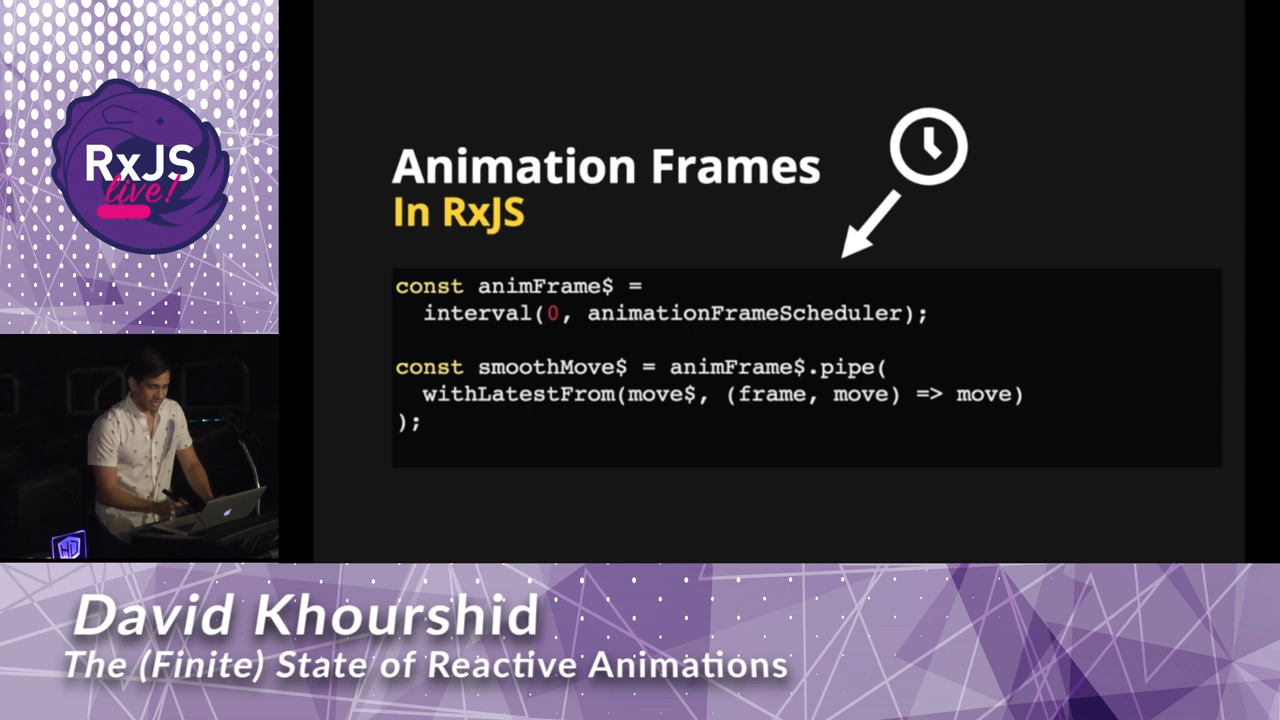 RxJS
live!
Animation Frames
In RxJS
const animFrame$ =
interval(0, animationFrameScheduler);
const smoothMove$ = animFrame$.pipe(
withLatestFrom(move$, (frame, move) => move)
);
HD
David Khourshid
The (Finite) State of Reactive Animations